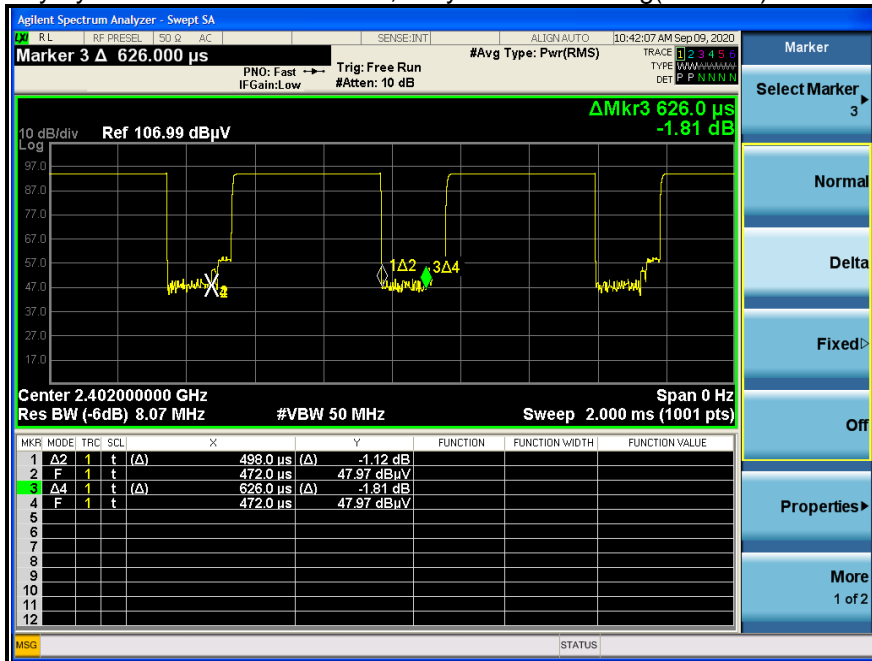 Agilent Spectrum Analyzer - Swept SA
LXI RL RF PRESEL 50 Ω AC SENSE:INT ALIGN AUTO 10:42:07 AM Sep 09, 2020
Marker 3 Δ 626.000 µs
PNO: Fast
IFGain:Low
Trig: Free Run
#Atten: 10 dB
#Avg Type: Pwr(RMS)
TRACE 1 2 3 4 5 6
TYPE WWWWWW
DET P P N N N N
ΔMkr3 626.0 µs
-1.81 dB
10 dB/div Ref 106.99 dBµV
Log
97.0
87.0
77.0
67.0
57.0
47.0
37.0
27.0
17.0
1Δ2
3Δ4
Center 2.402000000 GHz Span 0 Hz
Res BW (-6dB) 8.07 MHz #VBW 50 MHz Sweep 2.000 ms (1001 pts)
MKR MODE TRC SCL X Y FUNCTION FUNCTION WIDTH FUNCTION VALUE
1 Δ2 1 t (Δ) 498.0 µs (Δ) -1.12 dB
2 F 1 t 472.0 µs 47.97 dBµV
3 Δ4 1 t (Δ) 626.0 µs (Δ) -1.81 dB
4 F 1 t 472.0 µs 47.97 dBµV
5
6
7
8
9
10
11
12
MSG STATUS
Marker
Select Marker
3
Normal
Delta
Fixed
Off
Properties
More
1 of 2